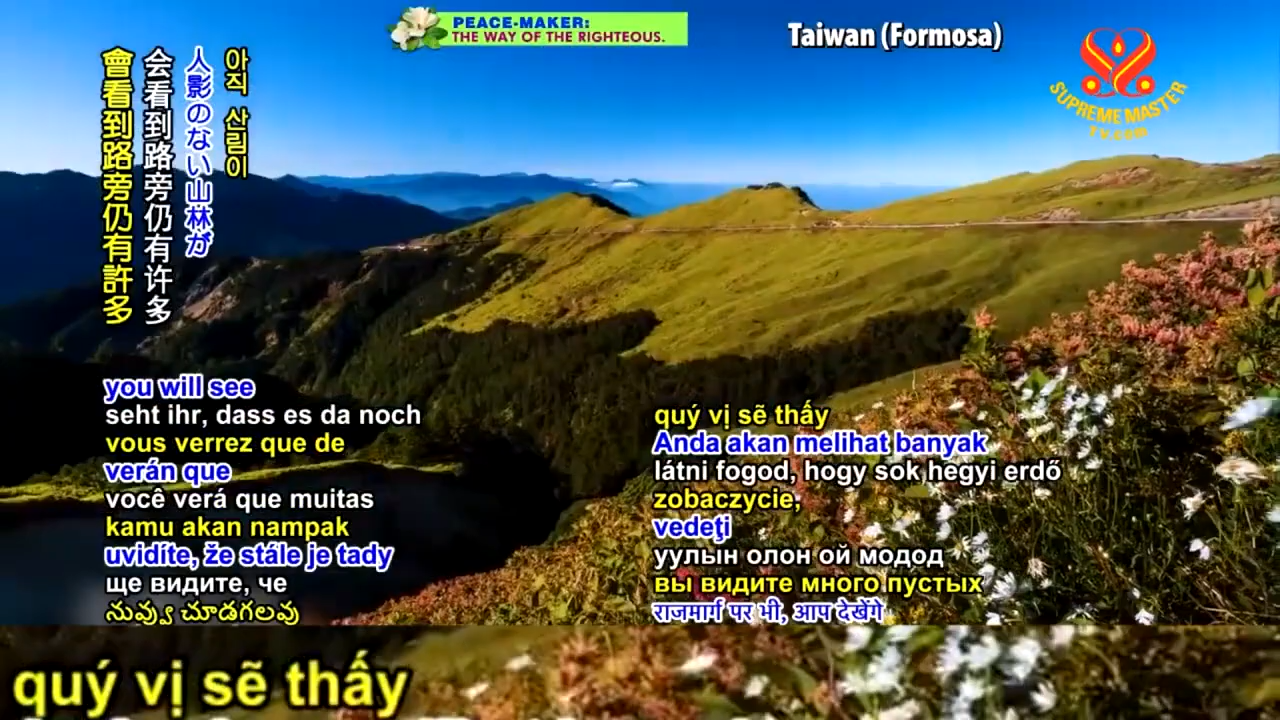 PEACE-MAKER:
THE WAY OF THE RIGHTEOUS.
Taiwan (Formosa)
SUPREME MASTER
TV.COM
아직 산림이
人影のない山林が
会看到路旁仍有许多
會看到路旁仍有許多
you will see
seht ihr, dass es da noch
vous verrez que de
verán que
você verá que muitas
kamu akan nampak
uvidíte, že stále je tady
ще видите, че
నువ్వు చూడగలవు
quý vị sẽ thấy
Anda akan melihat banyak
látni fogod, hogy sok hegyi erdő
zobaczycie,
vedeţi
уулын олон ой модод
вы видите много пустых
राजमार्ग पर भी, आप देखेंगे
quý vị sẽ thấy